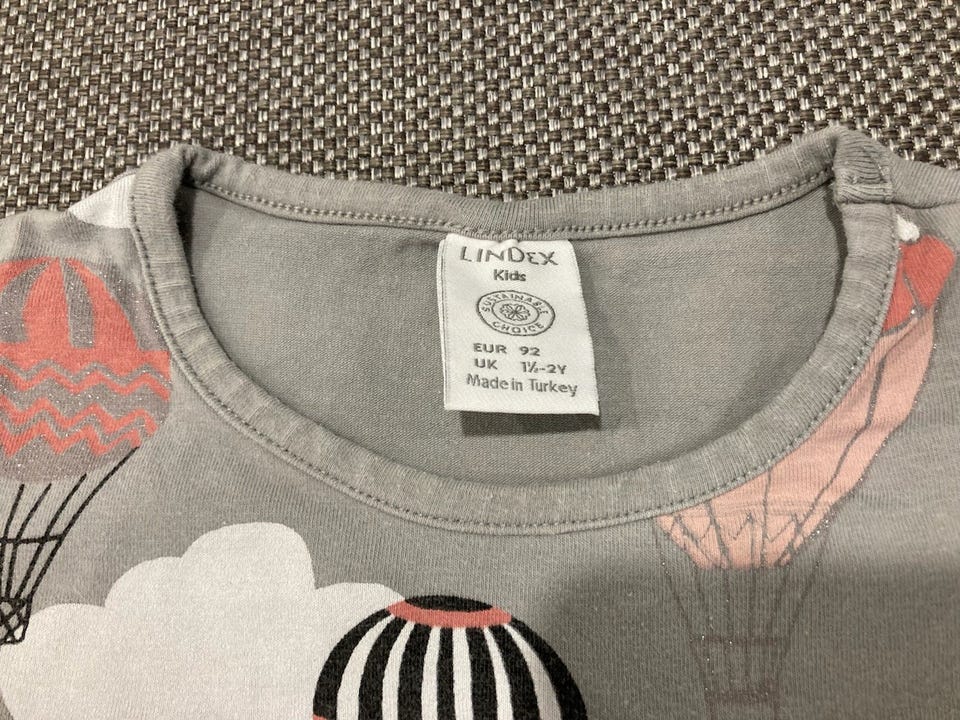 LINDEX
Kids
SUSTAINABLE
CHOICE
EUR 92
UK 1½-2Y
Made in Turkey